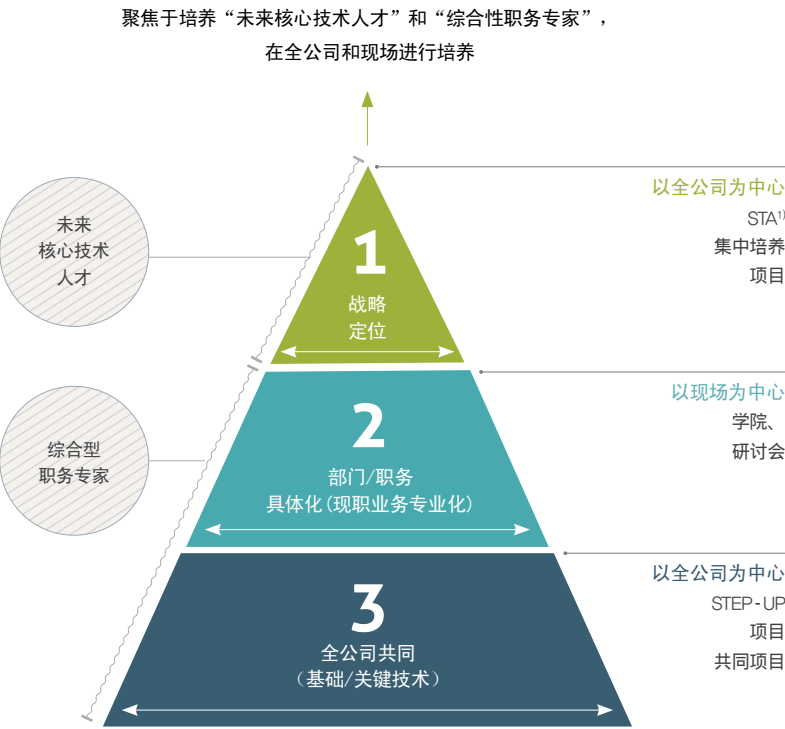 聚焦于培养“未来核心技术人才”和“综合性职务专家”，
在全公司和现场进行培养
未来
核心技术
人才
1
战略
定位
以全公司为中心
STA¹⁾
集中培养
项目
综合型
职务专家
2
部门/职务
具体化(现职业务专业化)
以现场为中心
学院、
研讨会
3
全公司共同
（基础/关键技术）
以全公司为中心
STEP-UP
项目
共同项目